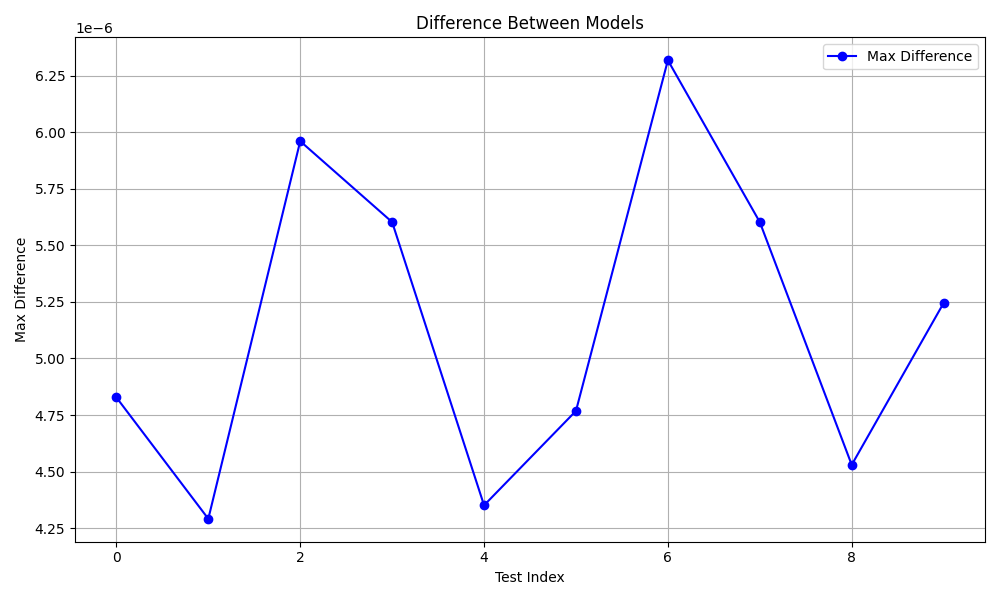 Difference Between Models
1e−6
Max Difference
6.25
6.00
5.75
5.50
5.25
5.00
4.75
4.50
4.25
Max Difference
0
2
4
6
8
Test Index